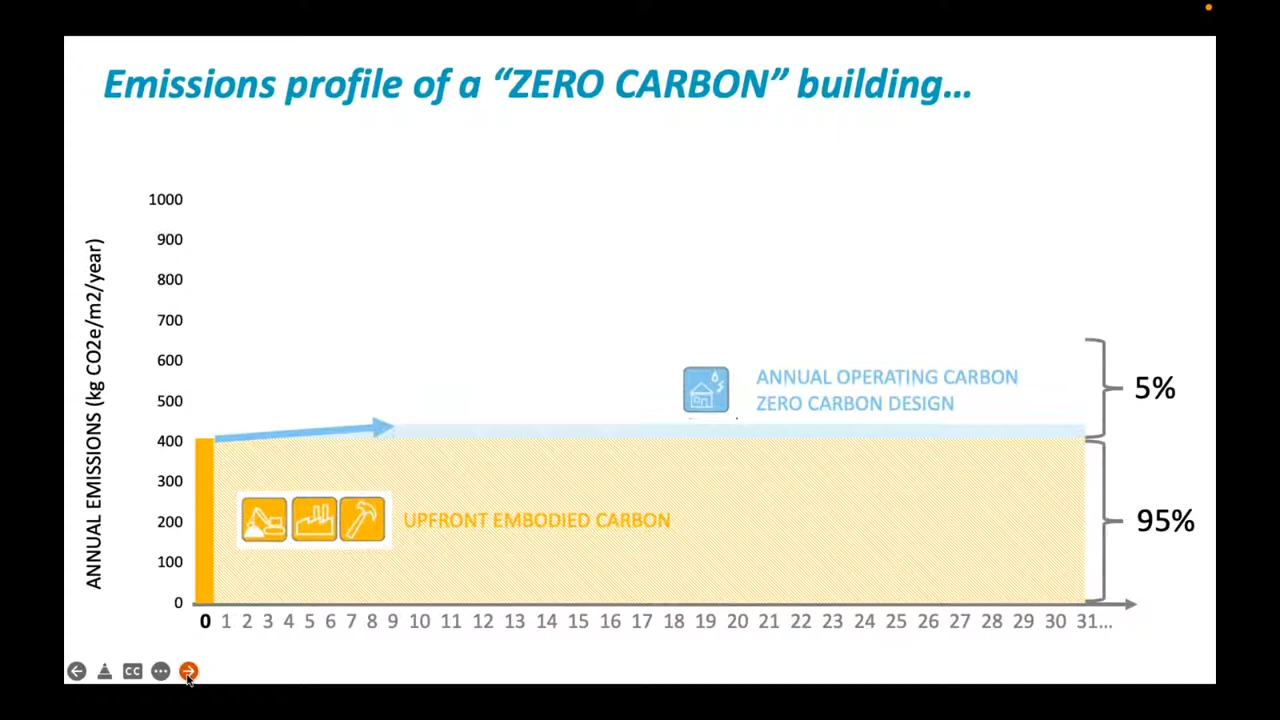 Emissions profile of a “ZERO CARBON” building...
ANNUAL EMISSIONS (kg CO2e/m2/year)
1000
900
800
700
600
500
400
300
200
100
0
ANNUAL OPERATING CARBON
ZERO CARBON DESIGN
5%
UPFRONT EMBODIED CARBON
95%
0 1 2 3 4 5 6 7 8 9 10 11 12 13 14 15 16 17 18 19 20 21 22 23 24 25 26 27 28 29 30 31...
CC